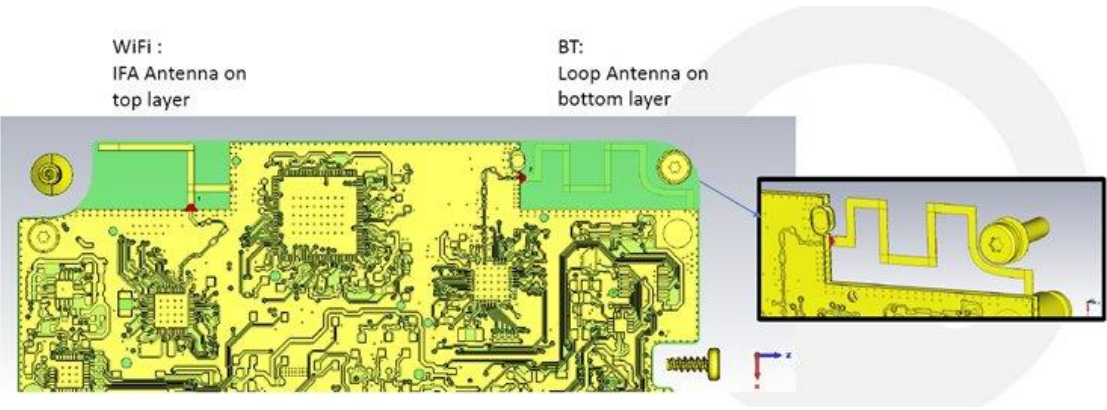 WiFi :
IFA Antenna on
top layer
BT:
Loop Antenna on
bottom layer
z